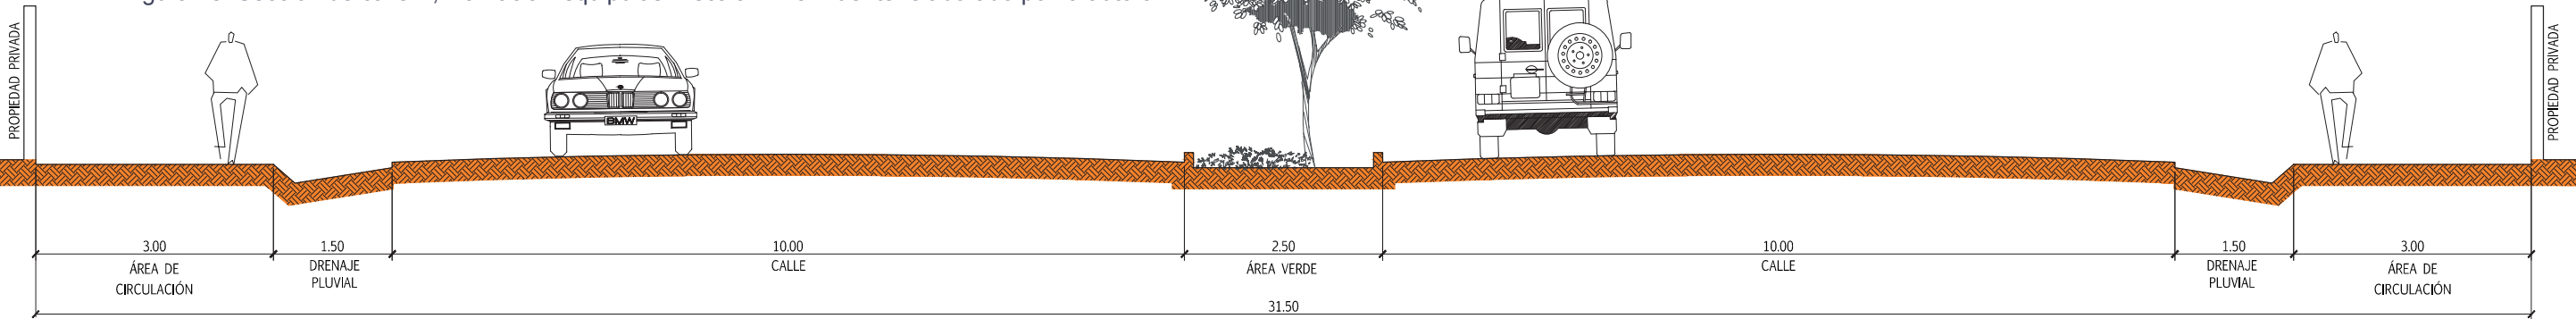 PROPIEDAD PRIVADA
BMW
PROPIEDAD PRIVADA
3.00
1.50
10.00
2.50
10.00
1.50
3.00
ÁREA DE
CIRCULACIÓN
DRENAJE
PLUVIAL
CALLE
ÁREA VERDE
CALLE
DRENAJE
PLUVIAL
ÁREA DE
CIRCULACIÓN
31.50